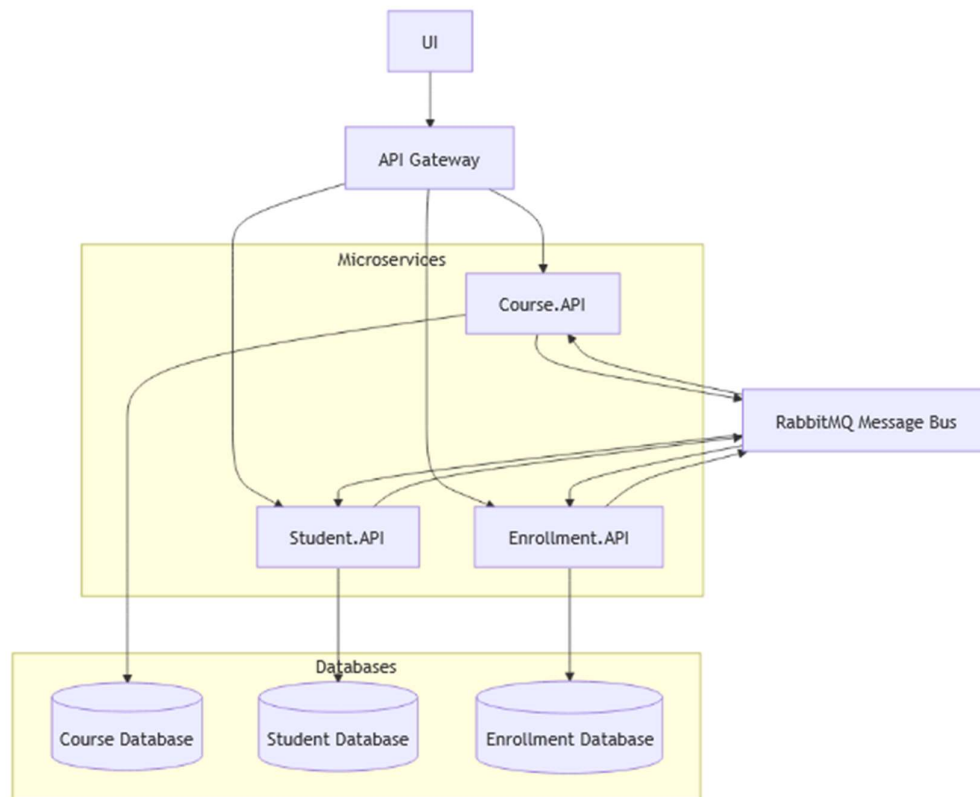 UI
API Gateway
Microservices
Course.API
RabbitMQ Message Bus
Student.API
Enrollment.API
Databases
Course Database
Student Database
Enrollment Database